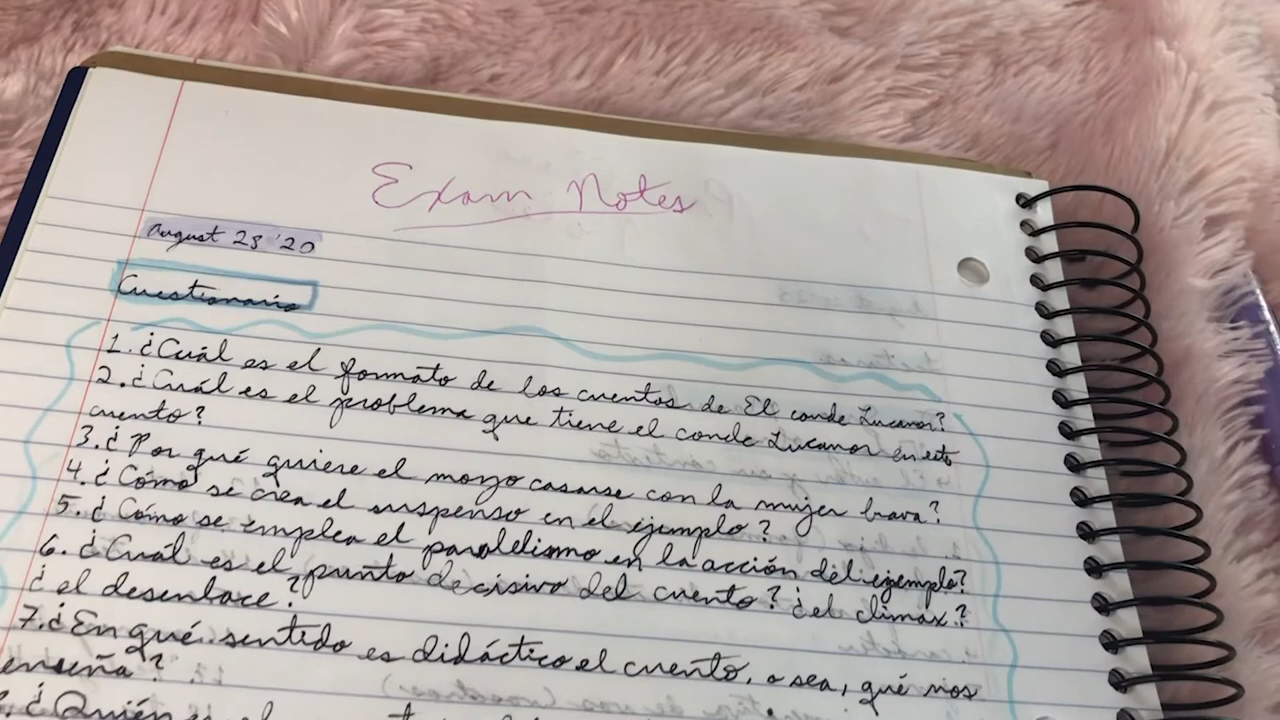 Exam Notes
August 28 '20
Cuestionario
1. ¿Cuál es el formato de los cuentos de El conde Lucanor?
2. ¿Cuál es el problema que tiene el conde Lucanor en este
cuento?
3. ¿Por qué quiere el mozo casarse con la mujer brava?
4. ¿Cómo se crea el suspenso en el ejemplo?
5. ¿Cómo se emplea el paralelismo en la acción del ejemplo?
6. ¿Cuál es el punto decisivo del cuento? ¿el climax?
¿el desenlace?
7. ¿En qué sentido es didáctico el cuento, o sea, qué nos
enseña?
¿Quién es el